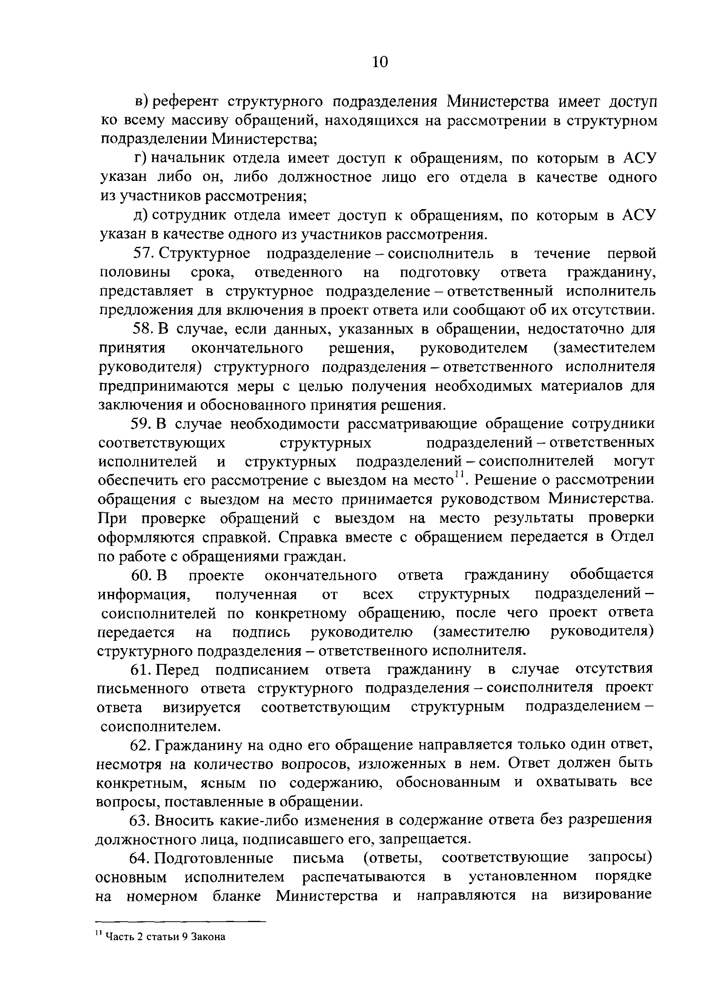 10
в) референт структурного подразделения Министерства имеет доступ
ко всему массиву обращений, находящихся на рассмотрении в структурном
подразделении Министерства;
г) начальник отдела имеет доступ к обращениям, по которым в АСУ
указан либо он, либо должностное лицо его отдела в качестве одного
из участников рассмотрения;
д) сотрудник отдела имеет доступ к обращениям, по которым в АСУ
указан в качестве одного из участников рассмотрения.
57. Структурное подразделение – соисполнитель в течение первой
половины срока, отведенного на подготовку ответа гражданину,
представляет в структурное подразделение – ответственный исполнитель
предложения для включения в проект ответа или сообщают об их отсутствии.
58. В случае, если данных, указанных в обращении, недостаточно для
принятия окончательного решения, руководителем (заместителем
руководителя) структурного подразделения – ответственного исполнителя
предпринимаются меры с целью получения необходимых материалов для
заключения и обоснованного принятия решения.
59. В случае необходимости рассматривающие обращение сотрудники
соответствующих структурных подразделений – ответственных
исполнителей и структурных подразделений – соисполнителей могут
обеспечить его рассмотрение с выездом на место¹¹. Решение о рассмотрении
обращения с выездом на место принимается руководством Министерства.
При проверке обращений с выездом на место результаты проверки
оформляются справкой. Справка вместе с обращением передается в Отдел
по работе с обращениями граждан.
60. В проекте окончательного ответа гражданину обобщается
информация, полученная от всех структурных подразделений –
соисполнителей по конкретному обращению, после чего проект ответа
передается на подпись руководителю (заместителю руководителя)
структурного подразделения – ответственного исполнителя.
61. Перед подписанием ответа гражданину в случае отсутствия
письменного ответа структурного подразделения – соисполнителя проект
ответа визируется соответствующим структурным подразделением –
соисполнителем.
62. Гражданину на одно его обращение направляется только один ответ,
несмотря на количество вопросов, изложенных в нем. Ответ должен быть
конкретным, ясным по содержанию, обоснованным и охватывать все
вопросы, поставленные в обращении.
63. Вносить какие-либо изменения в содержание ответа без разрешения
должностного лица, подписавшего его, запрещается.
64. Подготовленные письма (ответы, соответствующие запросы)
основным исполнителем распечатываются в установленном порядке
на номерном бланке Министерства и направляются на визирование
¹¹ Часть 2 статьи 9 Закона